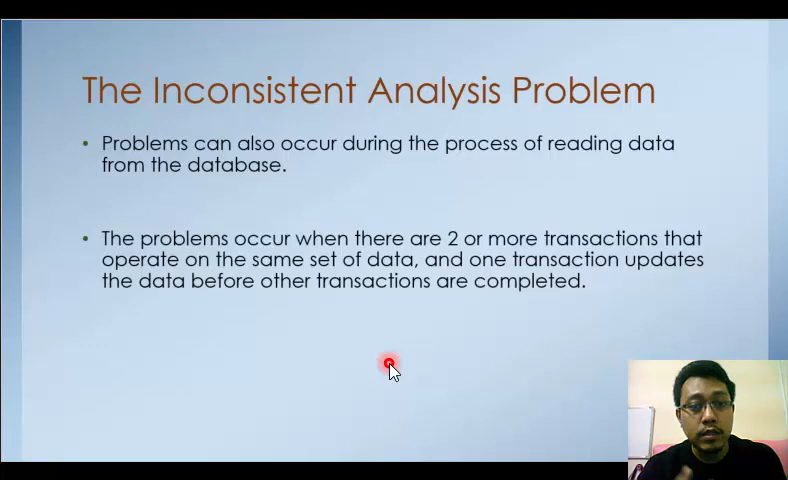 The Inconsistent Analysis Problem
• Problems can also occur during the process of reading data
from the database.
• The problems occur when there are 2 or more transactions that
operate on the same set of data, and one transaction updates
the data before other transactions are completed.